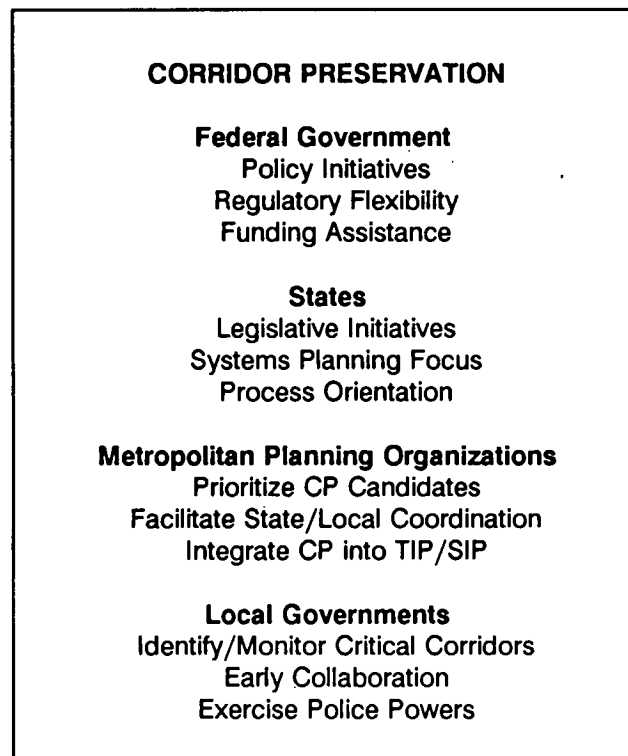 CORRIDOR PRESERVATION
Federal Government
Policy Initiatives
Regulatory Flexibility
Funding Assistance
States
Legislative Initiatives
Systems Planning Focus
Process Orientation
Metropolitan Planning Organizations
Prioritize CP Candidates
Facilitate State/Local Coordination
Integrate CP into TIP/SIP
Local Governments
Identify/Monitor Critical Corridors
Early Collaboration
Exercise Police Powers